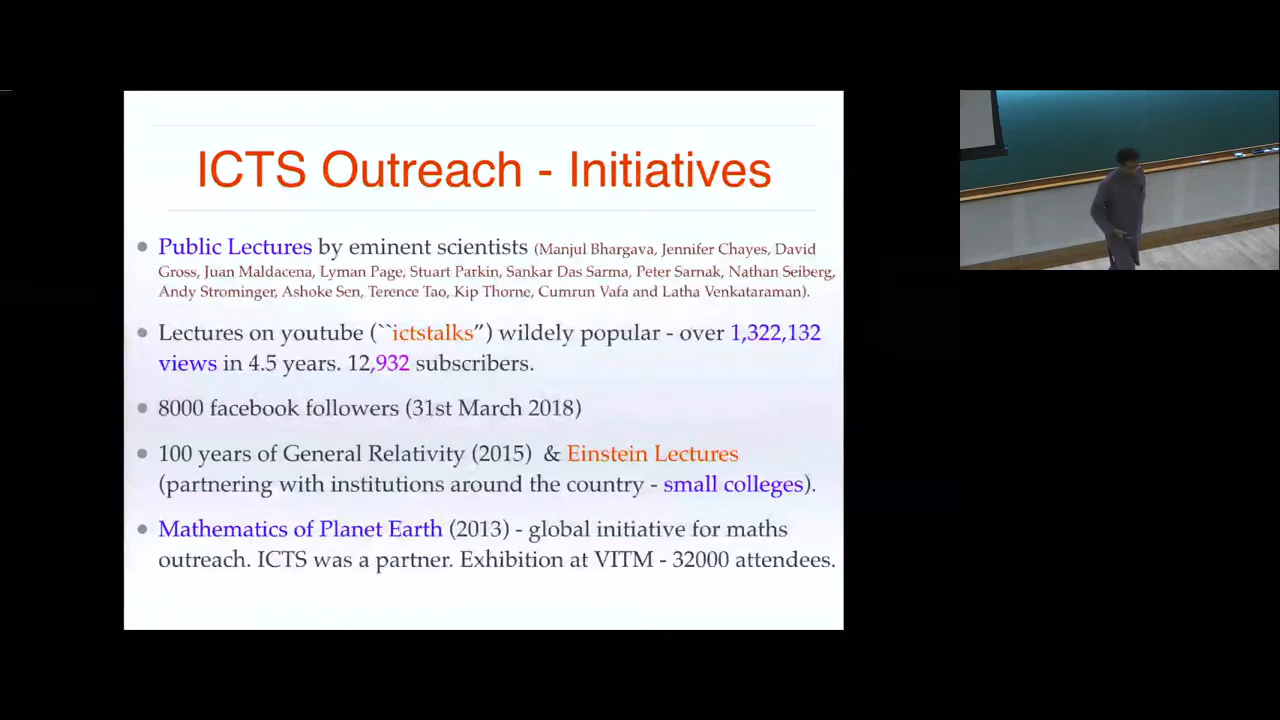 ICTS Outreach - Initiatives
• Public Lectures by eminent scientists (Manjul Bhargava, Jennifer Chayes, David
Gross, Juan Maldacena, Lyman Page, Stuart Parkin, Sankar Das Sarma, Peter Sarnak, Nathan Seiberg,
Andy Strominger, Ashoke Sen, Terence Tao, Kip Thorne, Cumrun Vafa and Latha Venkataraman).
• Lectures on youtube (``ictstalks”) wildely popular - over 1,322,132
views in 4.5 years. 12,932 subscribers.
• 8000 facebook followers (31st March 2018)
• 100 years of General Relativity (2015) & Einstein Lectures
(partnering with institutions around the country - small colleges).
• Mathematics of Planet Earth (2013) - global initiative for maths
outreach. ICTS was a partner. Exhibition at VITM - 32000 attendees.